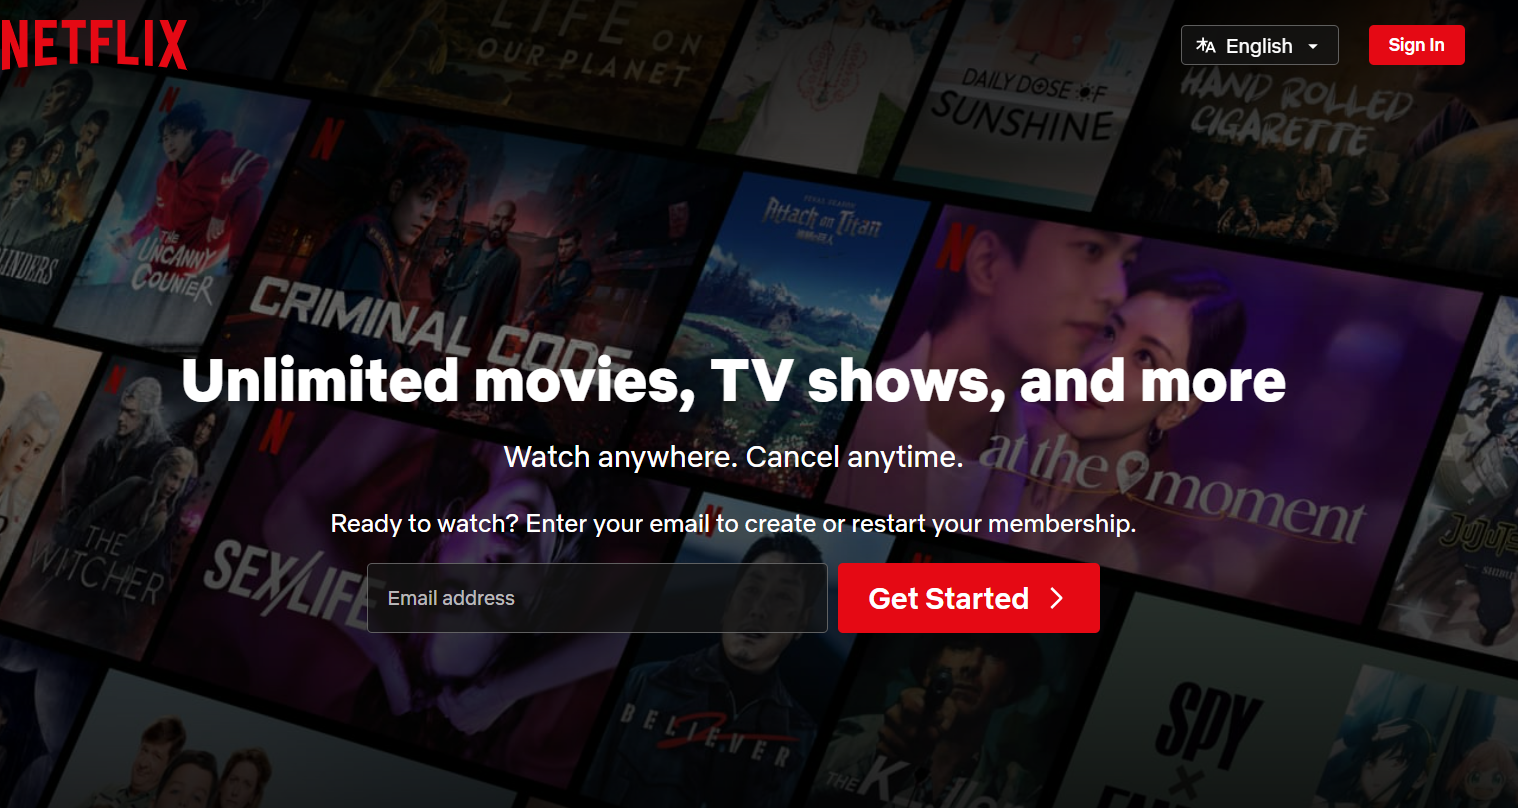 NETFLIX
English
Sign In
LIFE ON
OUR PLANET
DAILY DOSE OF
SUNSHINE
HAND ROLLED
CIGARETTE
THE
UNCANNY
COUNTER
CRIMINAL CODE
FINAL SEASON
Attack on Titan
Unlimited movies, TV shows, and more
Watch anywhere. Cancel anytime.
at the moment
Ready to watch? Enter your email to create or restart your membership.
THE
WITCHER
SEX/LIFE
Email address
Get Started
BELIEVER
2
THE
SPY
×